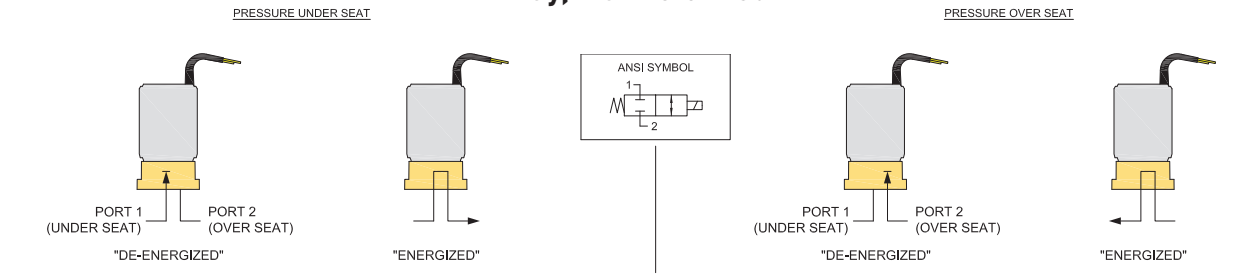 PRESSURE UNDER SEAT
PRESSURE OVER SEAT
ANSI SYMBOL
1
2
PORT 1
(UNDER SEAT)
PORT 2
(OVER SEAT)
"DE-ENERGIZED"
"ENERGIZED"
PORT 1
(UNDER SEAT)
PORT 2
(OVER SEAT)
"DE-ENERGIZED"
"ENERGIZED"